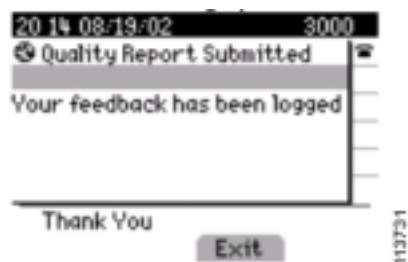 20 14 08/19/02 3000
Quality Report Submitted
Your feedback has been logged
Thank You
Exit
113731